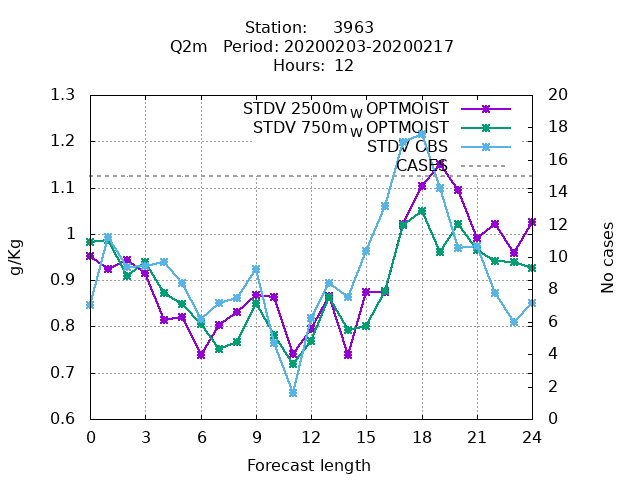 Station: 3963
Q2m Period: 20200203-20200217
Hours: 12
STDV 2500m_W OPTMOIST
STDV 750m_W OPTMOIST
STDV OBS
CASES
1.3
1.2
1.1
1
0.9
0.8
0.7
0.6
g/Kg
20
18
16
14
12
10
8
6
4
2
0
No cases
0 3 6 9 12 15 18 21 24
Forecast length